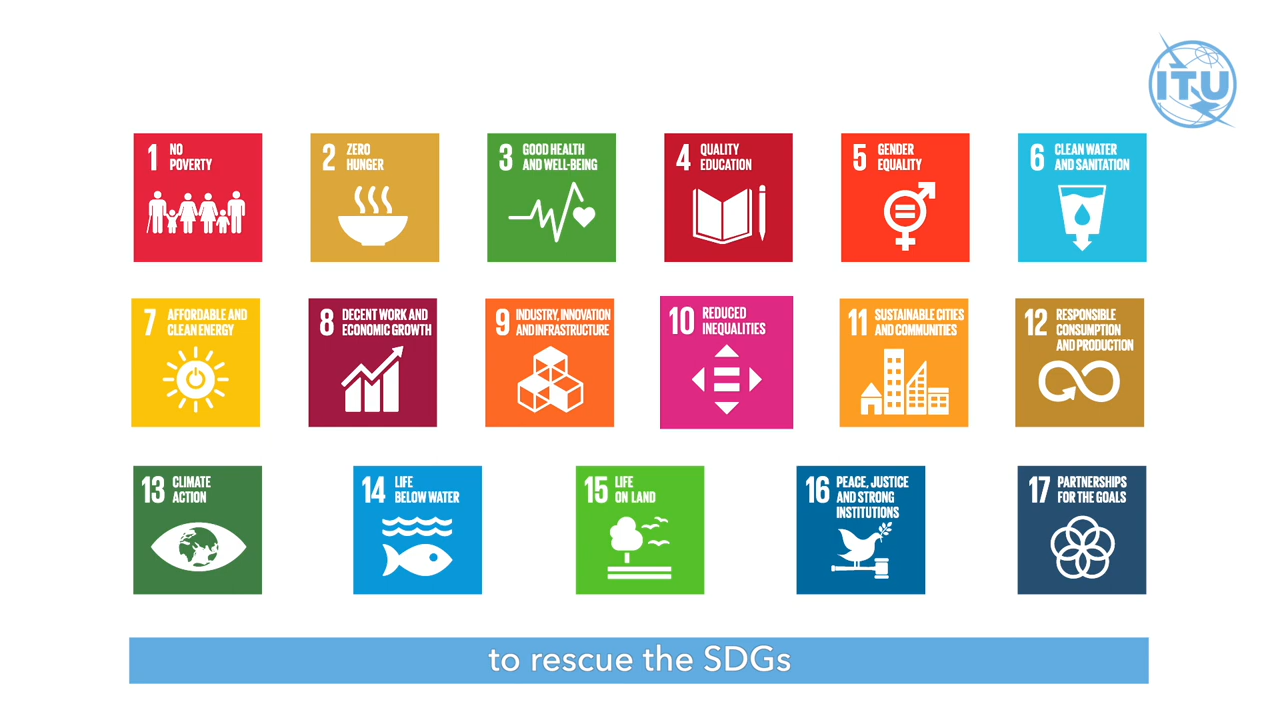 ITU
1 NO
POVERTY
2 ZERO
HUNGER
3 GOOD HEALTH
AND WELL-BEING
4 QUALITY
EDUCATION
5 GENDER
EQUALITY
6 CLEAN WATER
AND SANITATION
7 AFFORDABLE AND
CLEAN ENERGY
8 DECENT WORK AND
ECONOMIC GROWTH
9 INDUSTRY, INNOVATION
AND INFRASTRUCTURE
10 REDUCED
INEQUALITIES
11 SUSTAINABLE CITIES
AND COMMUNITIES
12 RESPONSIBLE
CONSUMPTION
AND PRODUCTION
13 CLIMATE
ACTION
14 LIFE
BELOW WATER
15 LIFE
ON LAND
16 PEACE, JUSTICE
AND STRONG
INSTITUTIONS
17 PARTNERSHIPS
FOR THE GOALS
to rescue the SDGs